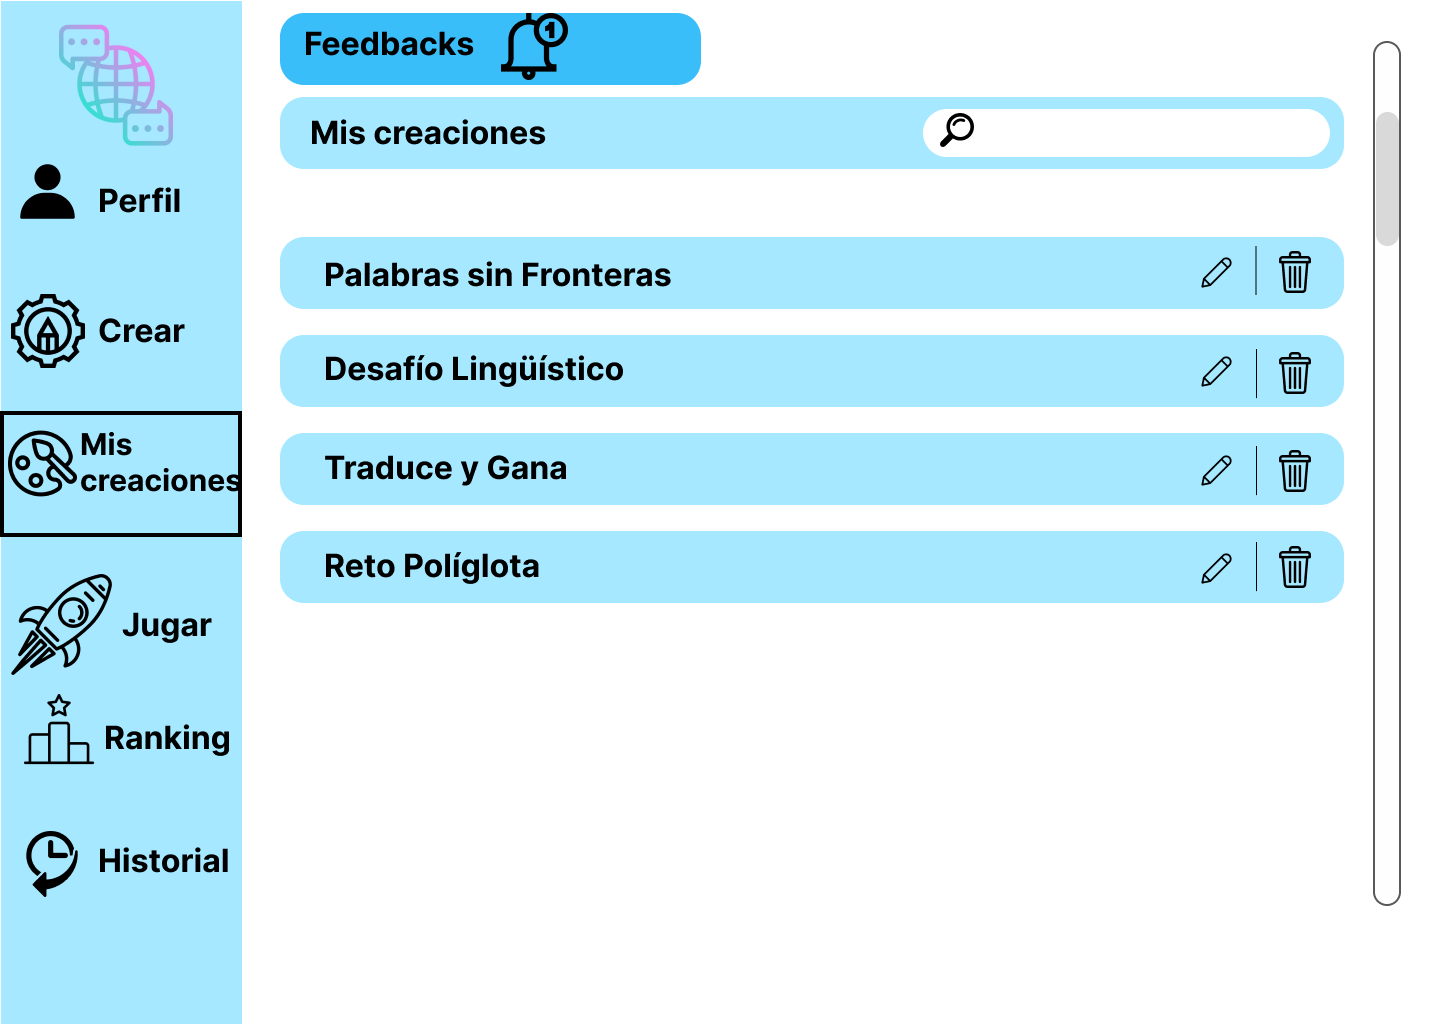 Perfil
Crear
Mis
creaciones
Jugar
Ranking
Historial
Feedbacks
1
Mis creaciones
Palabras sin Fronteras
Desafío Lingüístico
Traduce y Gana
Reto Políglota